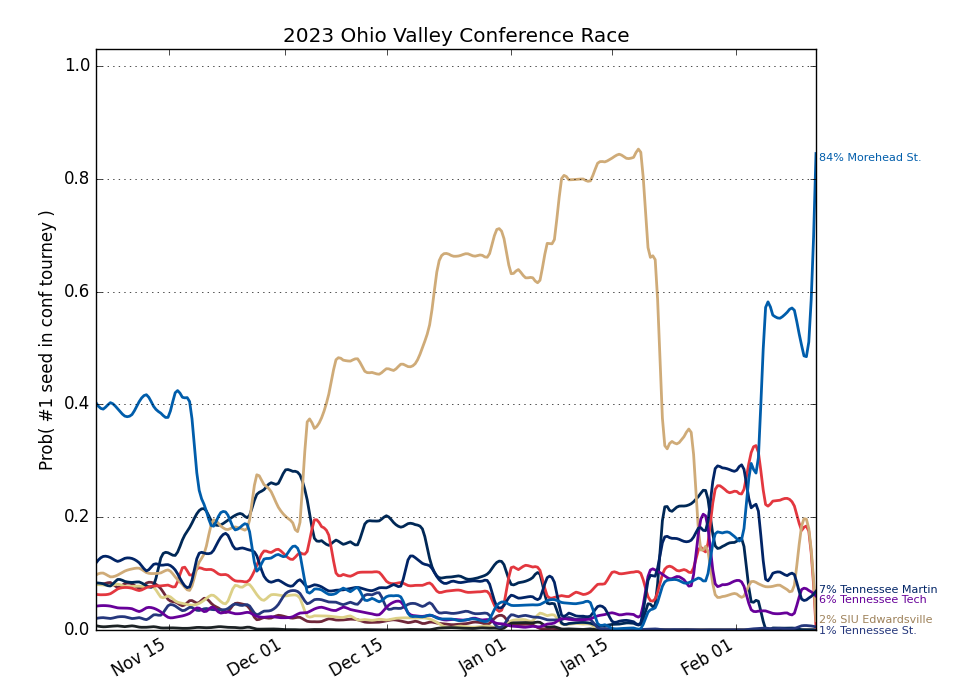 2023 Ohio Valley Conference Race
Prob( #1 seed in conf tourney )
1.0
0.8
0.6
0.4
0.2
0.0
Nov 15
Dec 01
Dec 15
Jan 01
Jan 15
Feb 01
84% Morehead St.
7% Tennessee Martin
6% Tennessee Tech
2% SIU Edwardsville
1% Tennessee St.